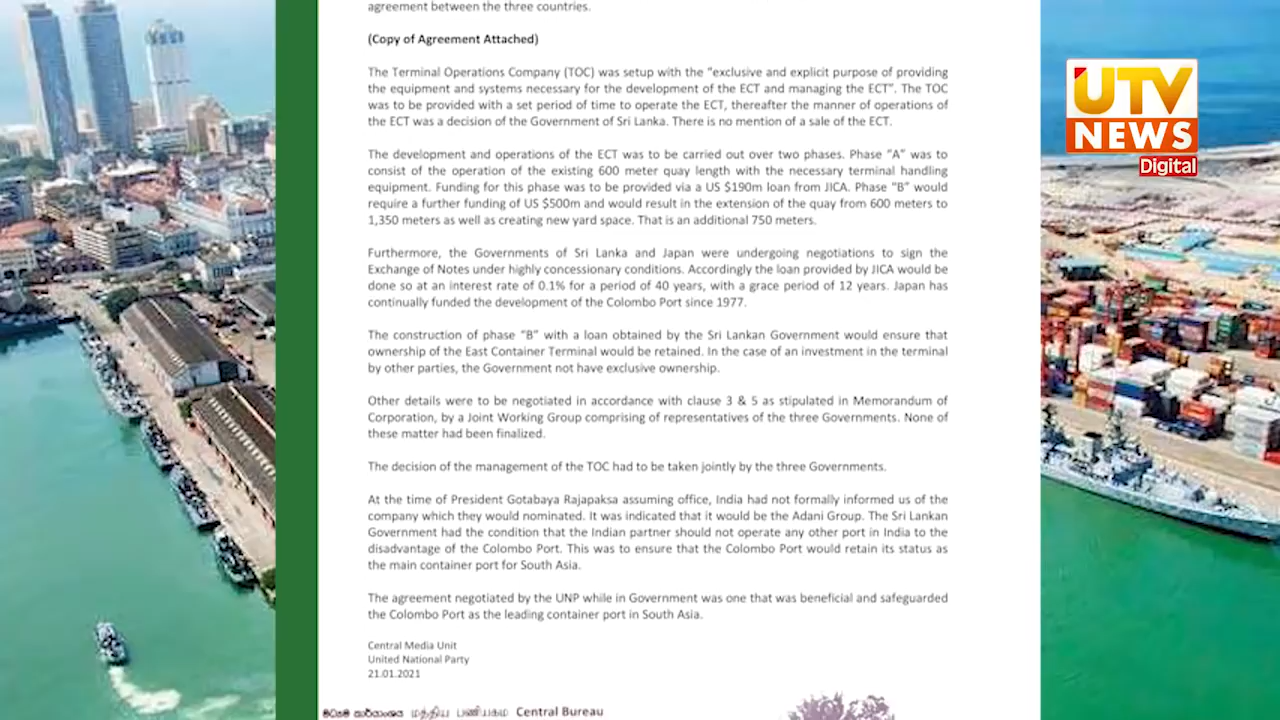 agreement between the three countries.
(Copy of Agreement Attached)
The Terminal Operations Company (TOC) was setup with the “exclusive and explicit purpose of providing
the equipment and systems necessary for the development of the ECT and managing the ECT”. The TOC
was to be provided with a set period of time to operate the ECT, thereafter the manner of operations of
the ECT was a decision of the Government of Sri Lanka. There is no mention of a sale of the ECT.
The development and operations of the ECT was to be carried out over two phases. Phase “A” was to
consist of the operation of the existing 600 meter quay length with the necessary terminal handling
equipment. Funding for this phase was to be provided via a US $190m loan from JICA. Phase “B” would
require a further funding of US $500m and would result in the extension of the quay from 600 meters to
1,350 meters as well as creating new yard space. That is an additional 750 meters.
Furthermore, the Governments of Sri Lanka and Japan were undergoing negotiations to sign the
Exchange of Notes under highly concessionary conditions. Accordingly the loan provided by JICA would be
done so at an interest rate of 0.1% for a period of 40 years, with a grace period of 12 years. Japan has
continually funded the development of the Colombo Port since 1977.
The construction of phase “B” with a loan obtained by the Sri Lankan Government would ensure that
ownership of the East Container Terminal would be retained. In the case of an investment in the terminal
by other parties, the Government not have exclusive ownership.
Other details were to be negotiated in accordance with clause 3 & 5 as stipulated in Memorandum of
Corporation, by a Joint Working Group comprising of representatives of the three Governments. None of
these matter had been finalized.
The decision of the management of the TOC had to be taken jointly by the three Governments.
At the time of President Gotabaya Rajapaksa assuming office, India had not formally informed us of the
company which they would nominated. It was indicated that it would be the Adani Group. The Sri Lankan
Government had the condition that the Indian partner should not operate any other port in India to the
disadvantage of the Colombo Port. This was to ensure that the Colombo Port would retain its status as
the main container port for South Asia.
The agreement negotiated by the UNP while in Government was one that was beneficial and safeguarded
the Colombo Port as the leading container port in South Asia.
Central Media Unit
United National Party
21.01.2021
මධ්‍යම කාර්යාංශය மத்திய பணியகம Central Bureau
UTV
NEWS
Digital